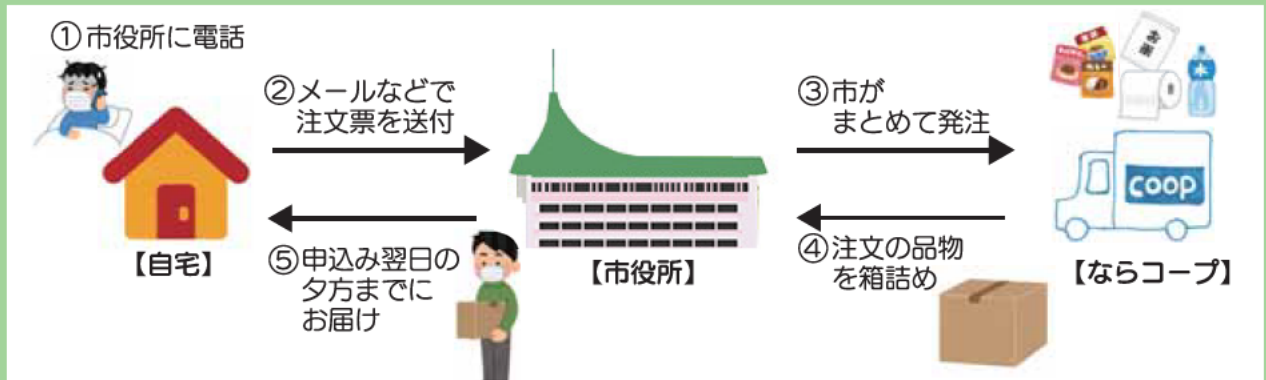 ①市役所に電話
②メールなどで
注文票を送付
③市が
まとめて発注
お茶
水
coop
④注文の品物
を箱詰め
⑤申込み翌日の
夕方までに
お届け
【自宅】
【市役所】
【ならコープ】